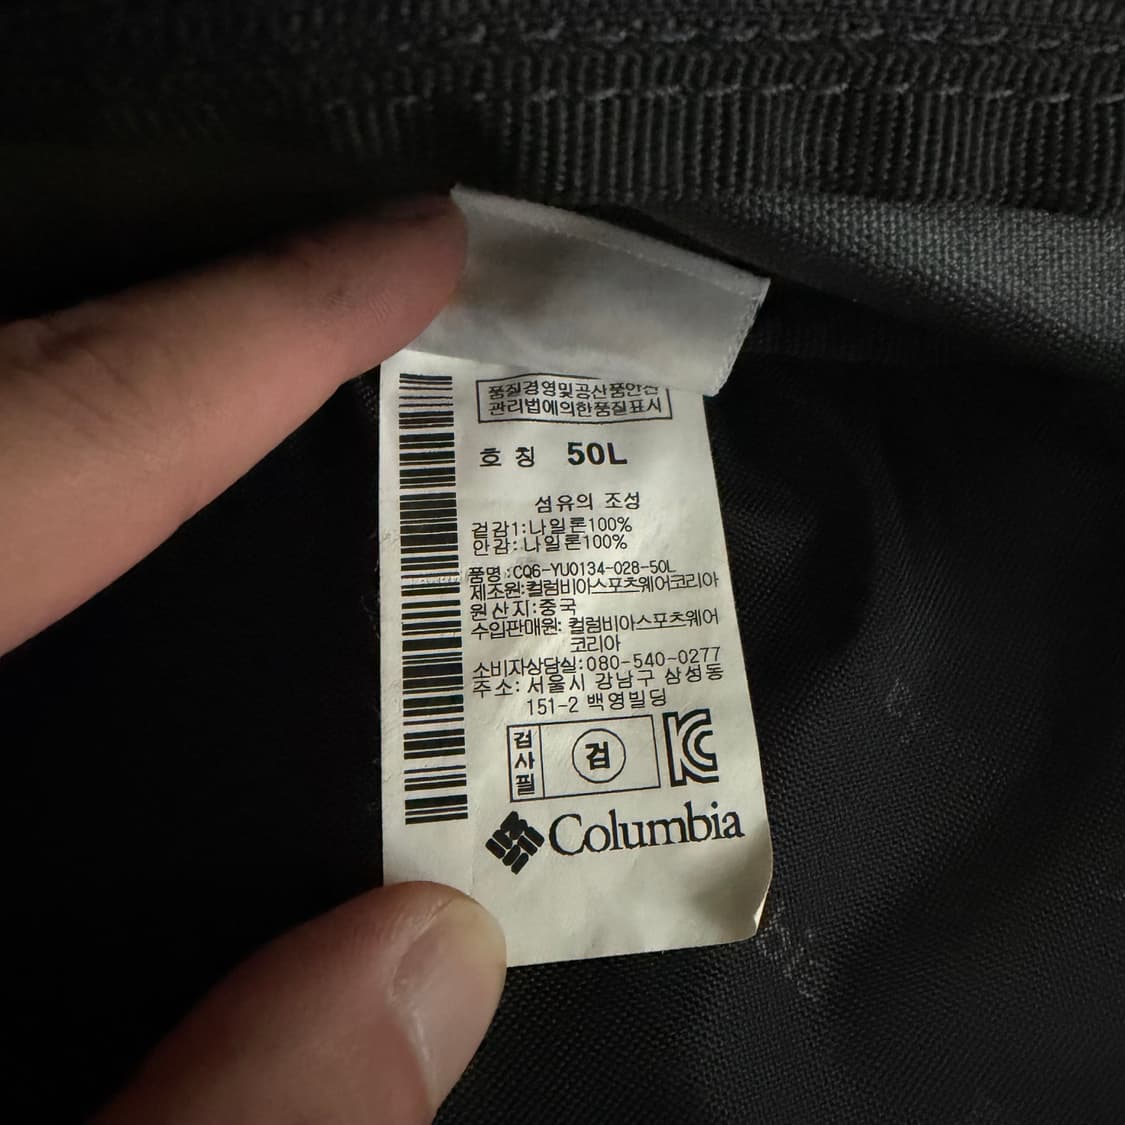 품질경영및공산품안전
관리법에의한품질표시
호 칭 50L
섬유의 조성
겉감1:나일론100%
안감:나일론100%
품명:CQ6-YU0134-028-50L
제조원:컬럼비아스포츠웨어코리아
원산지:중국
수입판매원: 컬럼비아스포츠웨어
코리아
소비자상담실:080-540-0277
주소: 서울시 강남구 삼성동
151-2 백영빌딩
검사필
검
KC
Columbia